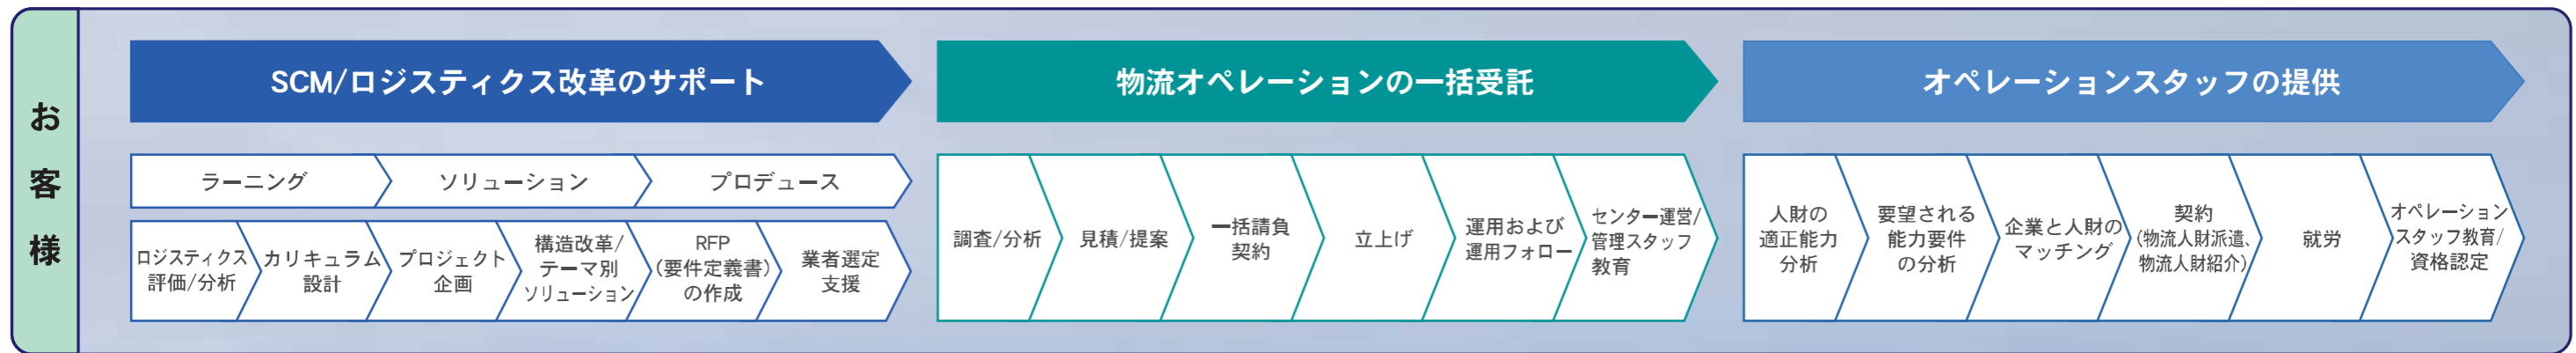 お客様
SCM/ロジスティクス改革のサポート
ラーニング
ソリューション
プロデュース
ロジスティクス
評価/分析
カリキュラム
設計
プロジェクト
企画
構造改革/
テーマ別
ソリューション
RFP
(要件定義書)
の作成
業者選定
支援
物流オペレーションの一括受託
調査/分析
見積/提案
一括請負
契約
立上げ
運用および
運用フォロー
センター運営/
管理スタッフ
教育
オペレーションスタッフの提供
人財の
適正能力
分析
要望される
能力要件
の分析
企業と人財の
マッチング
契約
(物流人財派遣、
物流人財紹介)
就労
オペレーション
スタッフ教育/
資格認定